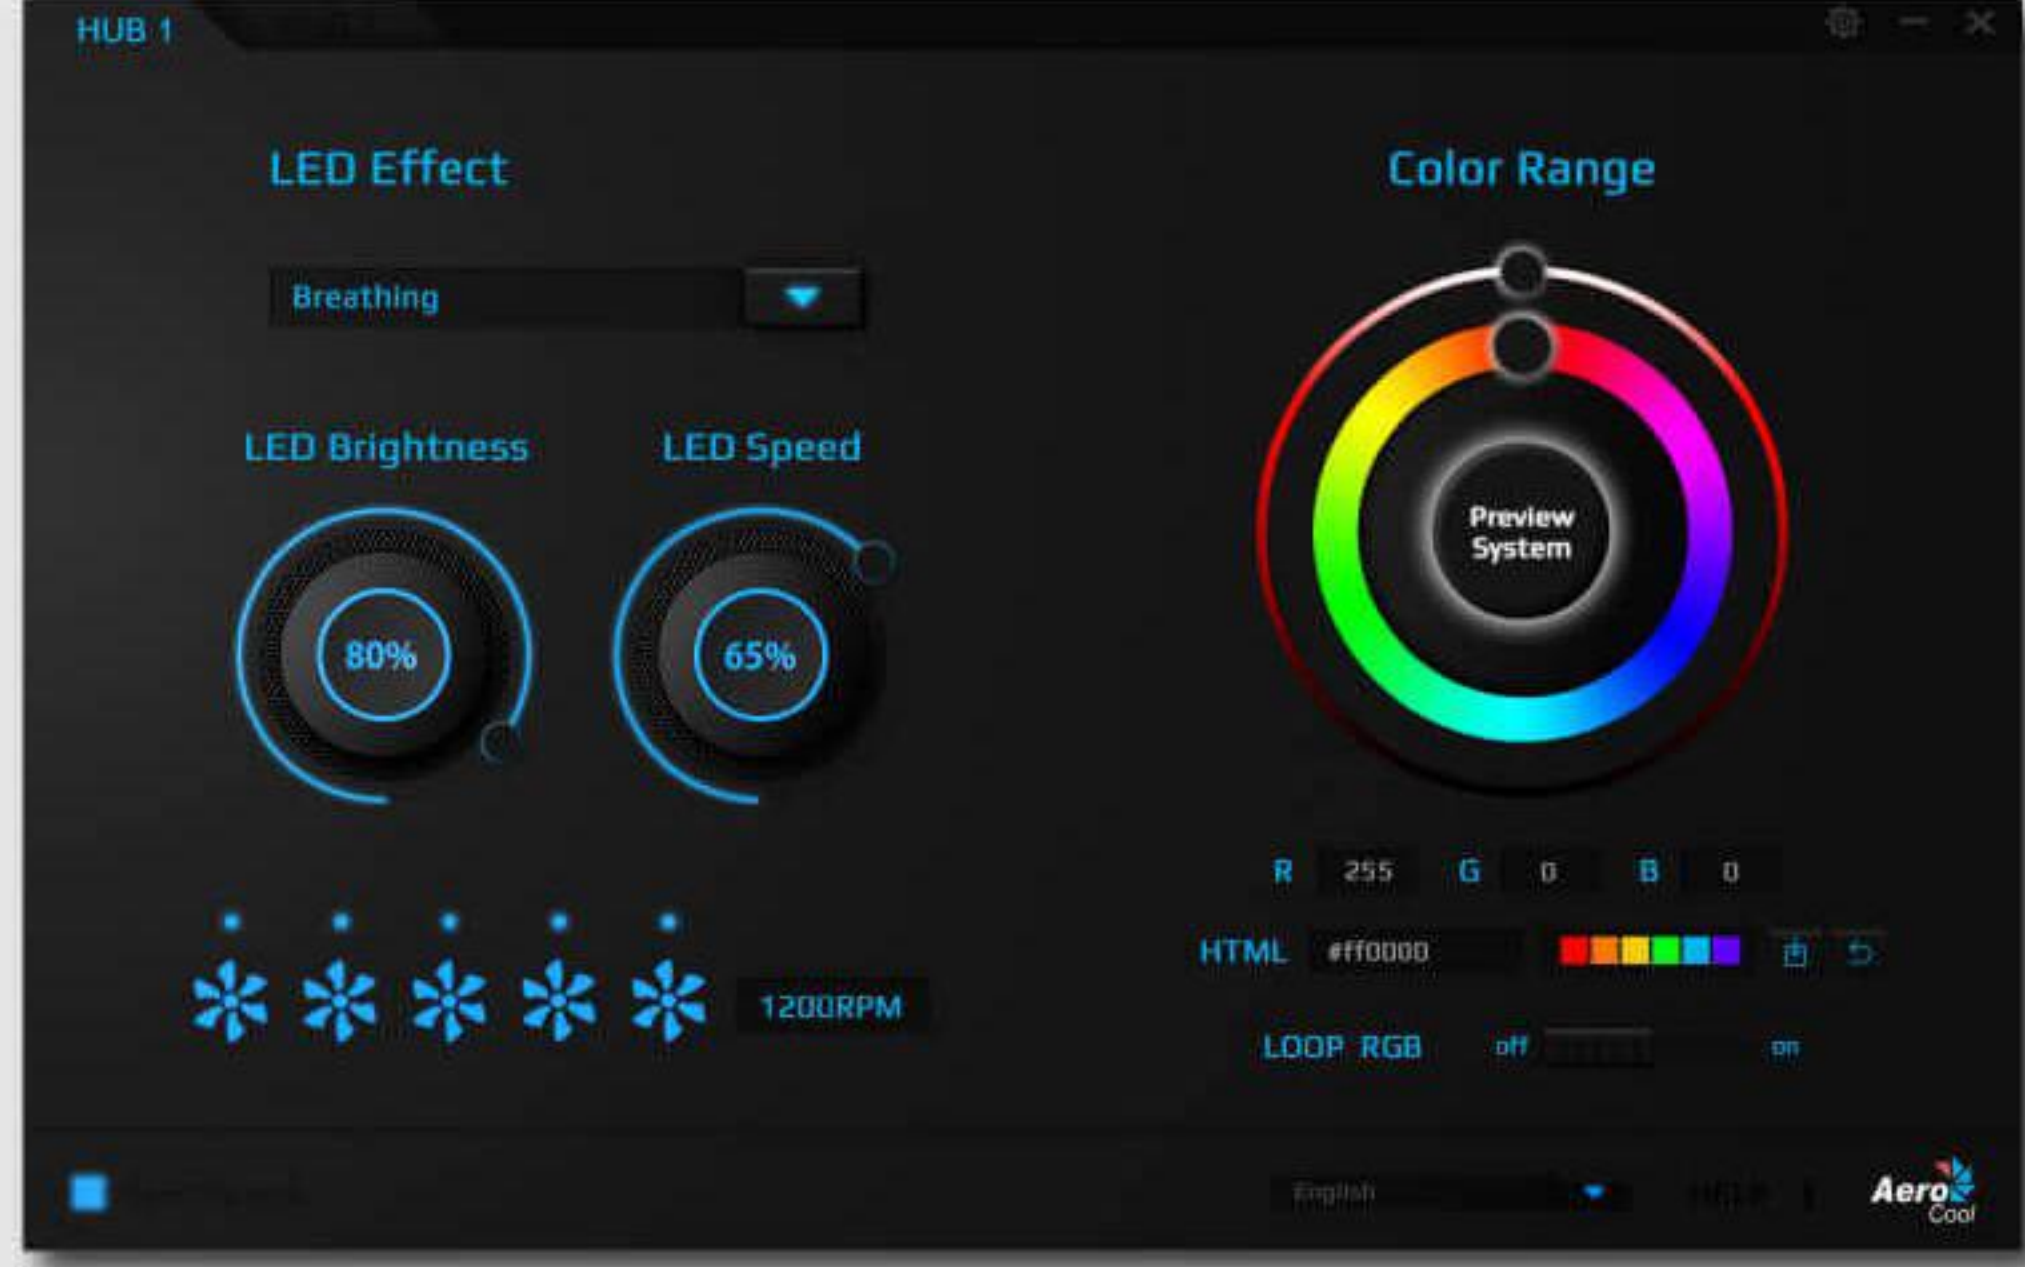 HUB 1
LED Effect
Color Range
Breathing
LED Brightness
LED Speed
Preview
System
80%
65%
R 255 G 0 B 0
HTML #ff0000
1200RPM
LOOP RGB off on
English
HELP
Aero
Cool